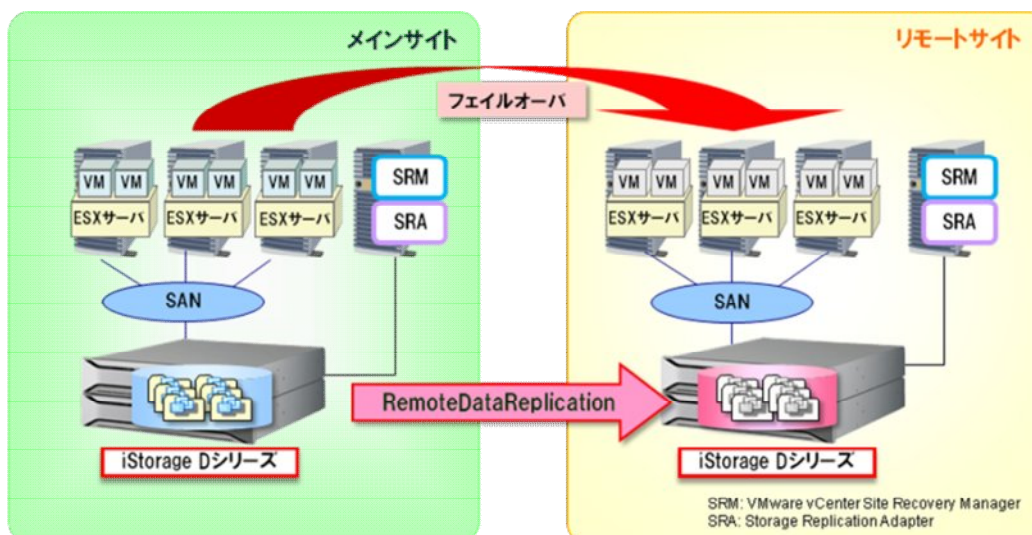 メインサイト
リモートサイト
フェイルオーバ
VM VM VM VM VM VM SRM
ESXサーバ ESXサーバ ESXサーバ SRA
VM VM VM VM VM VM SRM
ESXサーバ ESXサーバ ESXサーバ SRA
SAN
SAN
RemoteDataReplication
iStorage Dシリーズ
iStorage Dシリーズ
SRM: VMware vCenter Site Recovery Manager
SRA: Storage Replication Adapter